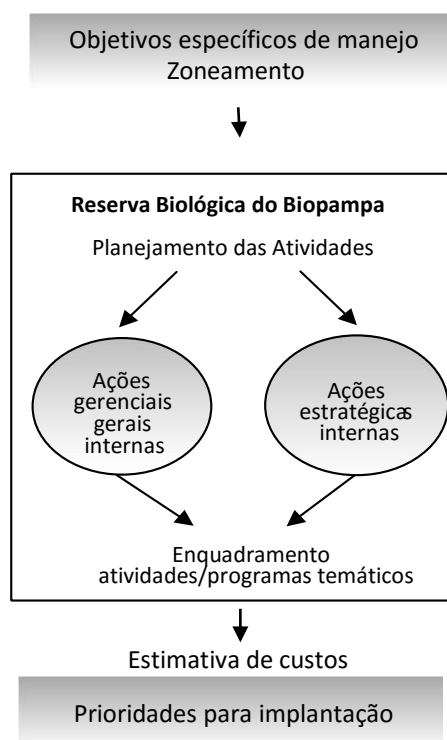 Objetivos específicos de manejo
Zoneamento
Reserva Biológica do Biopampa
Planejamento das Atividades
Ações
gerenciais
gerais
internas
Ações
estratégicas
internas
Enquadramento
atividades/programas temáticos
Estimativa de custos
Prioridades para implantação